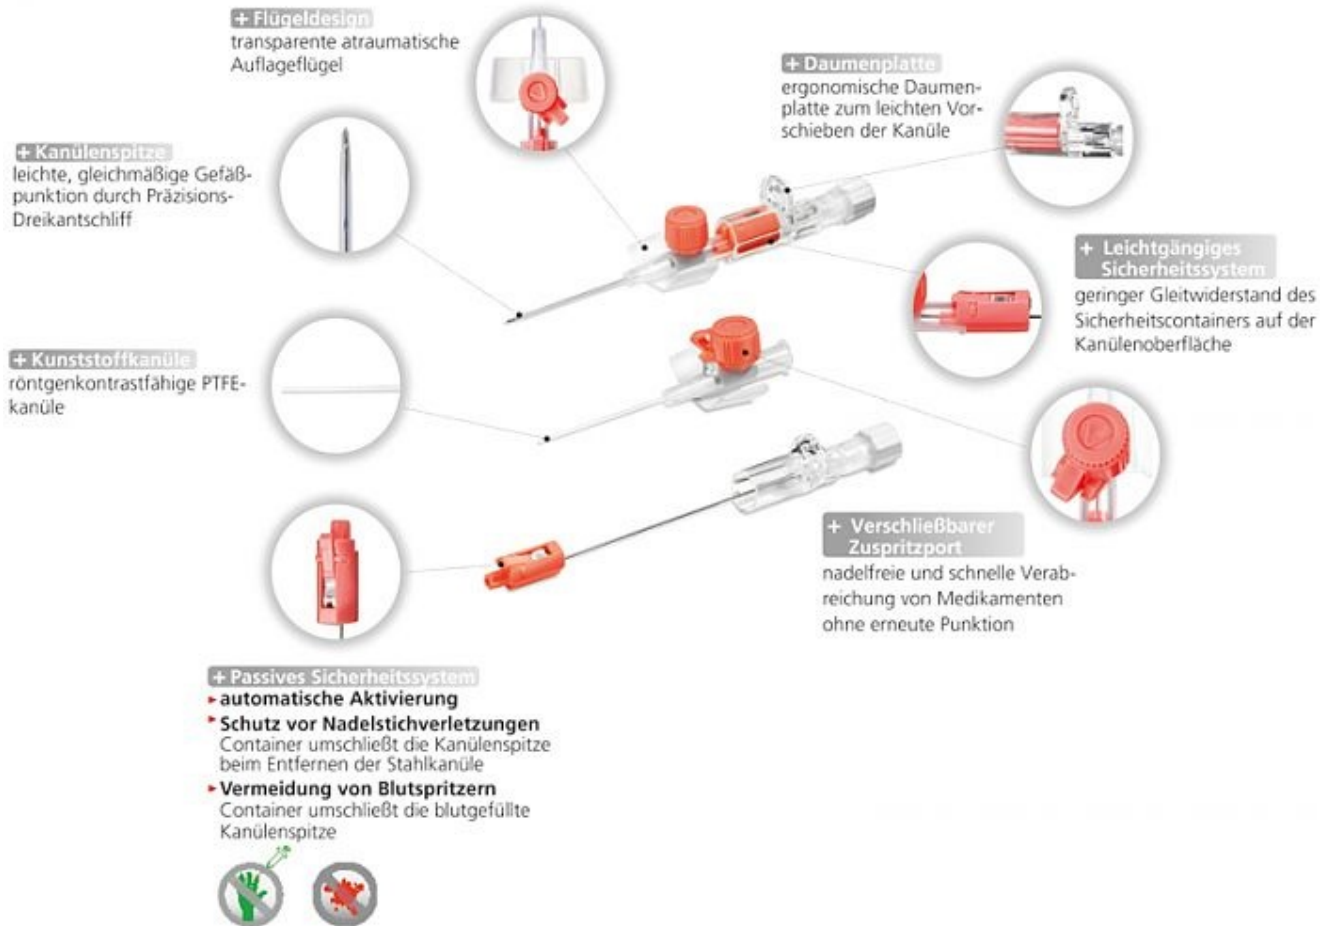 + Flügeldesign
transparente atraumatische
Auflageflügel
+ Daumenplatte
ergonomische Daumen-
platte zum leichten Vor-
schieben der Kanüle
+ Kanülenspitze
leichte, gleichmäßige Gefäß-
punktion durch Präzisions-
Dreikantschliff
+ Leichtgängiges
Sicherheitssystem
geringer Gleitwiderstand des
Sicherheitscontainers auf der
Kanülenoberfläche
+ Kunststoffkanüle
röntgenkontrastfähige PTFE-
kanüle
+ Verschließbarer
Zuspritzport
nadelfreie und schnelle Verab-
reichung von Medikamenten
ohne erneute Punktion
+ Passives Sicherheitssystem
automatische Aktivierung
Schutz vor Nadelstichverletzungen
Container umschließt die Kanülenspitze
beim Entfernen der Stahlkanüle
Vermeidung von Blutspritzern
Container umschließt die blutgefüllte
Kanülenspitze